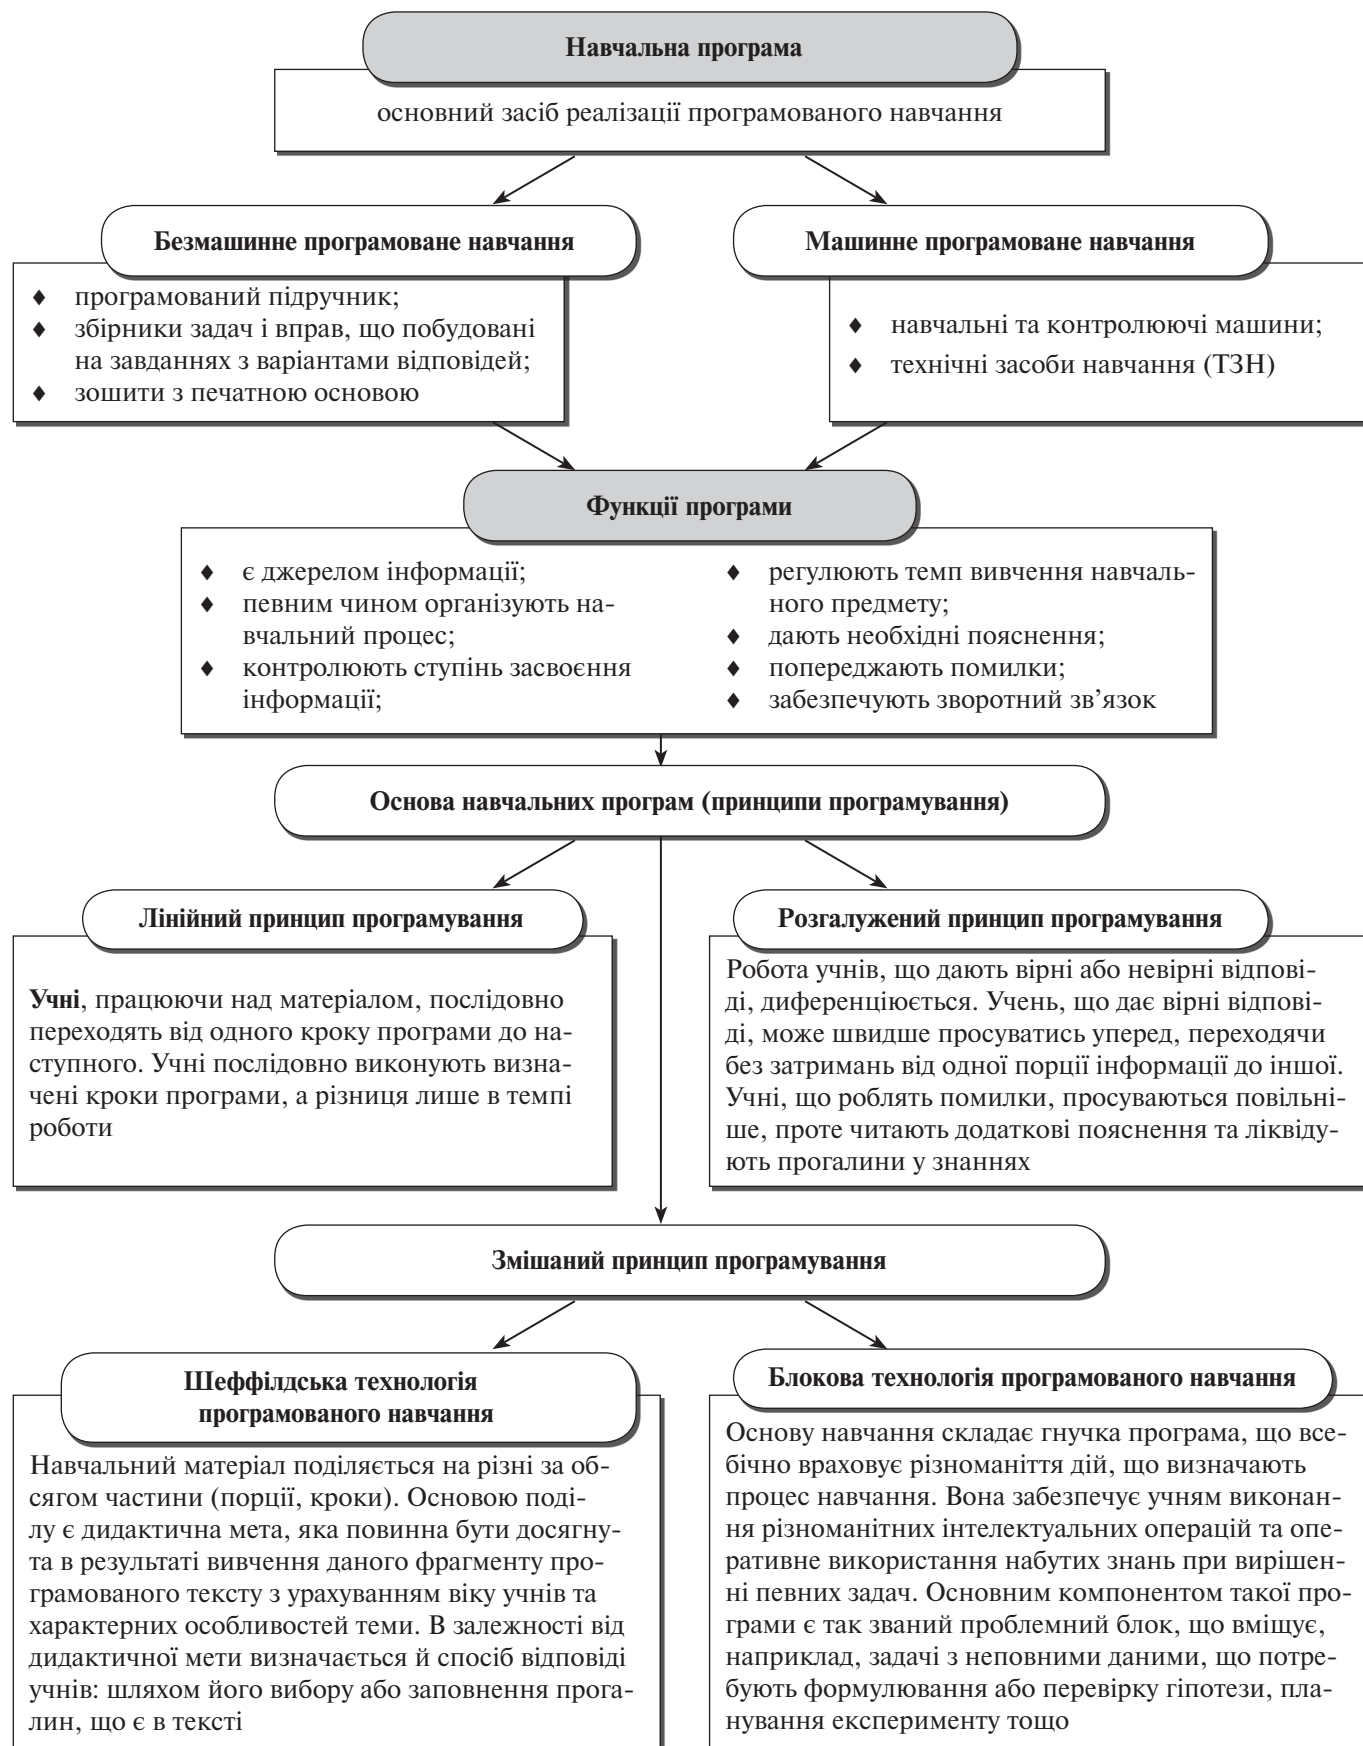 Навчальна програма
основний засіб реалізації програмованого навчання
Безмашинне програмоване навчання
♦ програмований підручник;
♦ збірники задач і вправ, що побудовані
на завданнях з варіантами відповідей;
♦ зошити з печатною основою
Машинне програмоване навчання
♦ навчальні та контролюючі машини;
♦ технічні засоби навчання (ТЗН)
Функції програми
♦ є джерелом інформації;
♦ певним чином організують на-
вчальний процес;
♦ контролюють ступінь засвоєння
інформації;
♦ регулюють темп вивчення навчаль-
ного предмету;
♦ дають необхідні пояснення;
♦ попереджають помилки;
♦ забезпечують зворотний зв’язок
Основа навчальних програм (принципи програмування)
Лінійний принцип програмування
Учні, працюючи над матеріалом, послідовно
переходять від одного кроку програми до на-
ступного. Учні послідовно виконують визна-
чені кроки програми, а різниця лише в темпі
роботи
Розгалужений принцип програмування
Робота учнів, що дають вірні або невірні відпові-
ді, диференціюється. Учень, що дає вірні відпові-
ді, може швидше просуватись уперед, переходячи
без затримань від одної порції інформації до іншої.
Учні, що роблять помилки, просуваються повільні-
ше, проте читають додаткові пояснення та ліквіду-
ють прогалини у знаннях
Змішаний принцип програмування
Шеффілдська технологія
програмованого навчання
Навчальний матеріал поділяється на різні за об-
сягом частини (порції, кроки). Основою поді-
лу є дидактична мета, яка повинна бути досягну-
та в результаті вивчення даного фрагменту про-
грамованого тексту з урахуванням віку учнів та
характерних особливостей теми. В залежності від
дидактичної мети визначається й спосіб відповіді
учнів: шляхом його вибору або заповнення прога-
лин, що є в тексті
Блокова технологія програмованого навчання
Основу навчання складає гнучка програма, що все-
бічно враховує різноманіття дій, що визначають
процес навчання. Вона забезпечує учням виконан-
ня різноманітних інтелектуальних операцій та опе-
ративне використання набутих знань при вирішен-
ні певних задач. Основним компонентом такої про-
грами є так званий проблемний блок, що вміщує,
наприклад, задачі з неповними даними, що потре-
бують формулювання або перевірку гіпотези, пла-
нування експерименту тощо